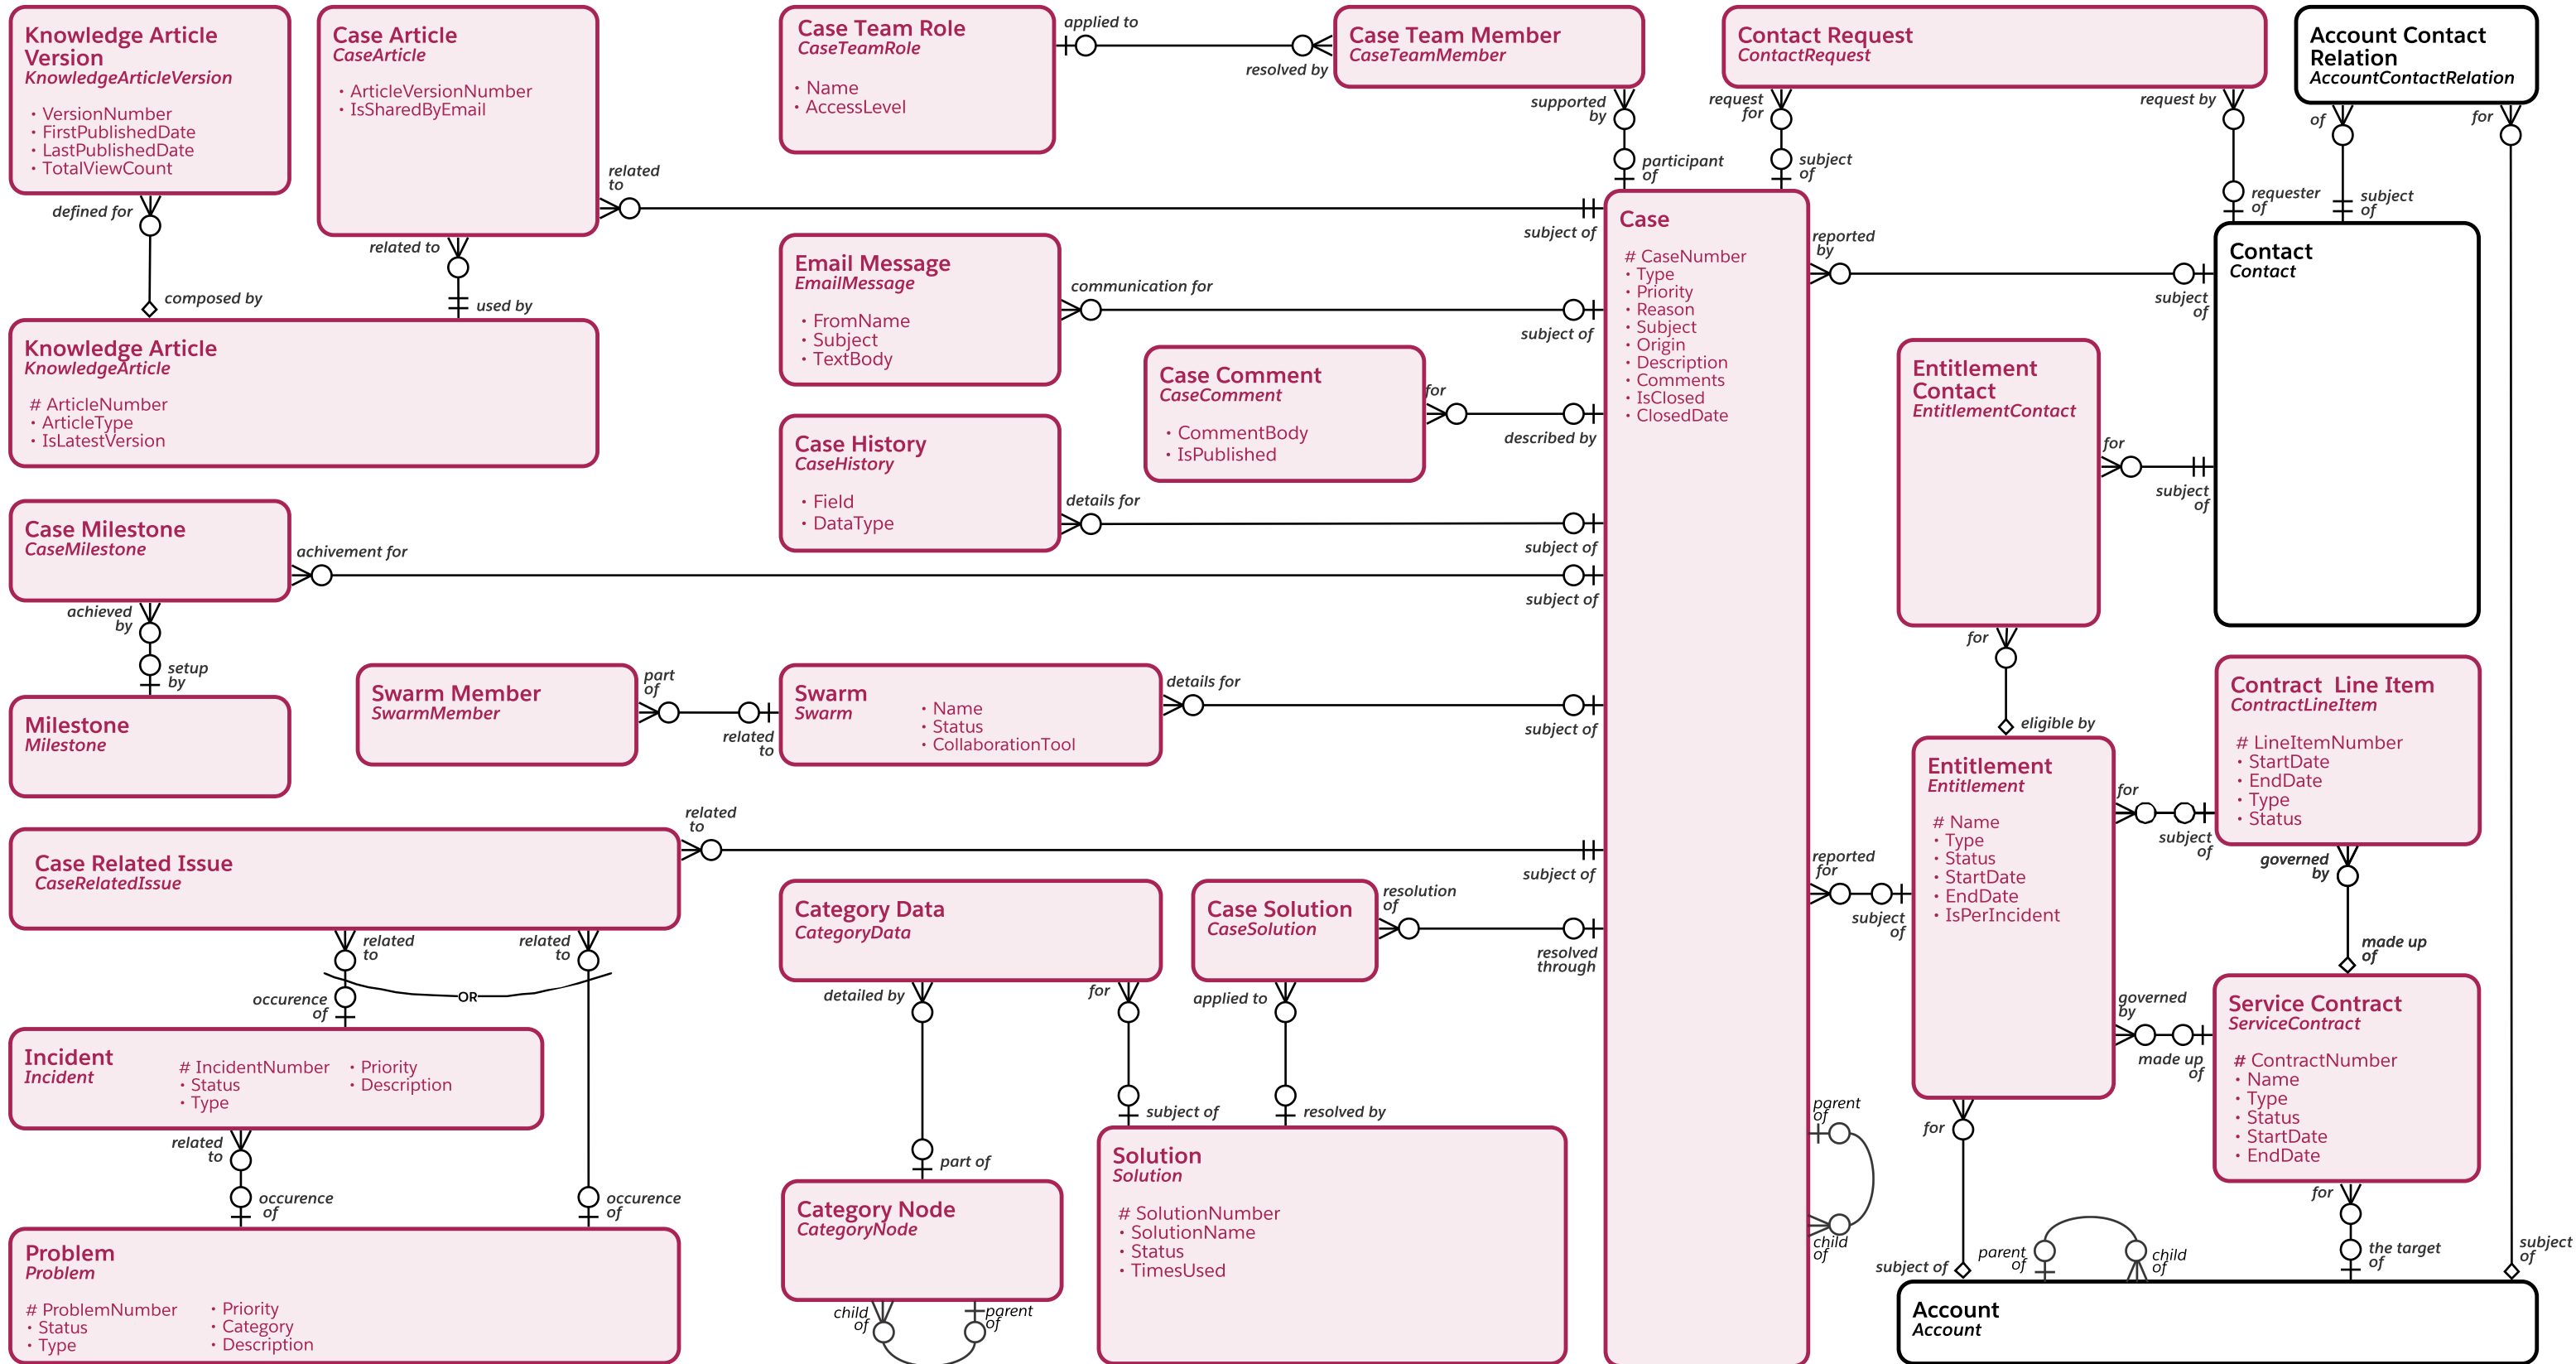 Knowledge Article
Version
KnowledgeArticleVersion
· VersionNumber
· FirstPublishedDate
· LastPublishedDate
· TotalViewCount
defined for
composed by
Case Article
CaseArticle
· ArticleVersionNumber
· IsSharedByEmail
related to
used by
related
to
subject of
Knowledge Article
KnowledgeArticle
# ArticleNumber
· ArticleType
· IsLatestVersion
Case Team Role
CaseTeamRole
· Name
· AccessLevel
applied to
resolved by
Case Team Member
CaseTeamMember
supported
by
participant
of
Contact Request
ContactRequest
request
for
subject
of
request by
requester
of
Account Contact
Relation
AccountContactRelation
of
subject
of
for
subject
of
Email Message
EmailMessage
· FromName
· Subject
· TextBody
communication for
subject of
Case Comment
CaseComment
· CommentBody
· IsPublished
for
described by
Case History
CaseHistory
· Field
· DataType
details for
subject of
Case
# CaseNumber
· Type
· Priority
· Reason
· Subject
· Origin
· Description
· Comments
· IsClosed
· ClosedDate
reported
by
subject
of
Contact
Contact
Entitlement
Contact
EntitlementContact
for
subject
of
for
eligible by
Case Milestone
CaseMilestone
achivement for
subject of
achieved
by
setup
by
Milestone
Milestone
Swarm Member
SwarmMember
part
of
related
to
Swarm
Swarm
· Name
· Status
· CollaborationTool
details for
subject of
Contract Line Item
ContractLineItem
# LineItemNumber
· StartDate
· EndDate
· Type
· Status
Entitlement
Entitlement
# Name
· Type
· Status
· StartDate
· EndDate
· IsPerIncident
for
subject
of
governed
by
made up
of
reported
for
subject
of
governed
by
made up
of
Service Contract
ServiceContract
# ContractNumber
· Name
· Type
· Status
· StartDate
· EndDate
for
the target
of
for
subject of
Case Related Issue
CaseRelatedIssue
related
to
subject of
related
to
occurence
of
OR
related
to
occurence
of
Incident
Incident
# IncidentNumber
· Status
· Type
· Priority
· Description
related
to
occurence
of
Problem
Problem
# ProblemNumber
· Status
· Type
· Priority
· Category
· Description
Category Data
CategoryData
detailed by
part of
for
subject of
Case Solution
CaseSolution
resolution
of
resolved
through
applied to
resolved by
Category Node
CategoryNode
child
of
parent
of
Solution
Solution
# SolutionNumber
· SolutionName
· Status
· TimesUsed
parent
of
child
of
parent
of
child
of
Account
Account